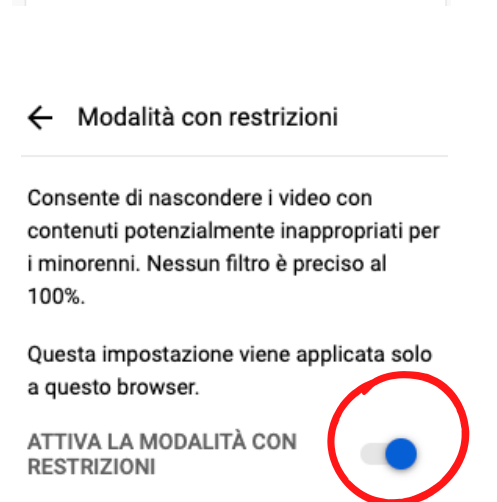 Modalità con restrizioni
Consente di nascondere i video con
contenuti potenzialmente inappropriati per
i minorenni. Nessun filtro è preciso al
100%.
Questa impostazione viene applicata solo
a questo browser.
ATTIVA LA MODALITÀ CON
RESTRIZIONI